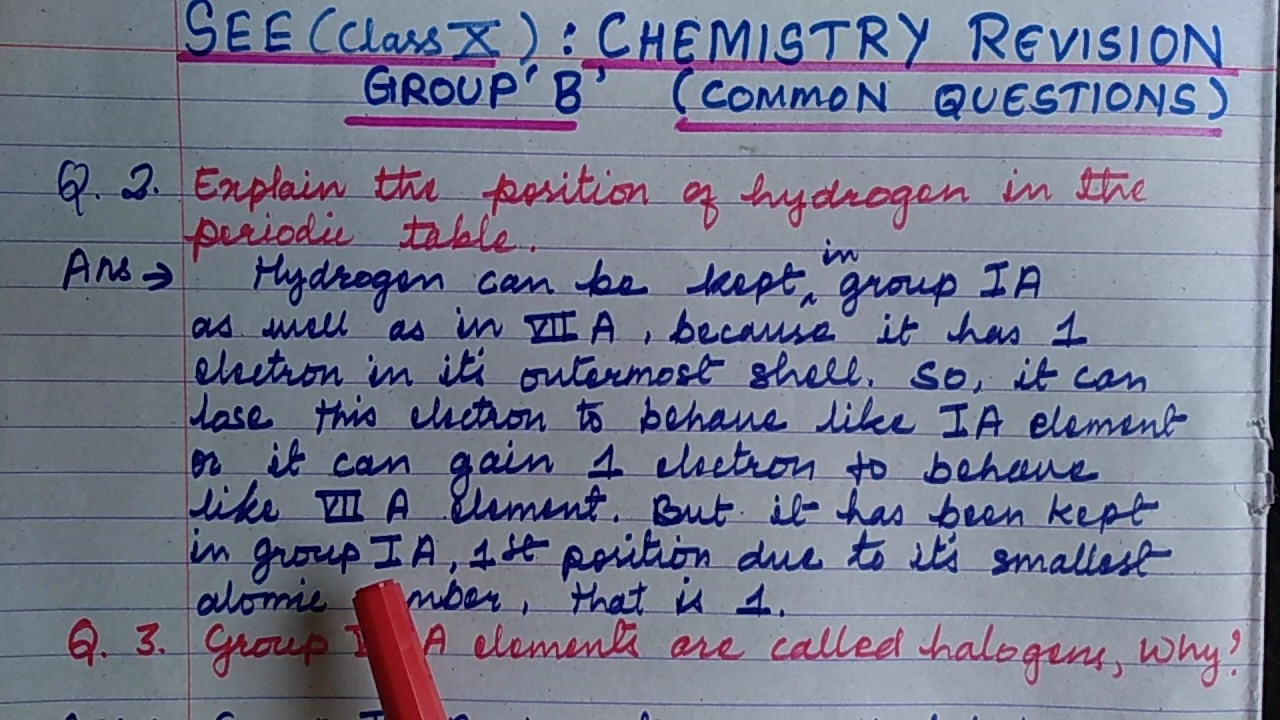 SEE (Class X) : CHEMISTRY REVISION
GROUP 'B' (COMMON QUESTIONS)
Q. 2. Explain the position of hydrogen in the
periodic table.
Ans → Hydrogen can be kept ^in group IA
as well as in VII A, because it has 1
electron in it's outermost shell. So, it can
lose this electron to behave like IA element
or it can gain 1 electron to behave
like VII A element. But it has been kept
in group IA, 1st position due to it's smallest
atomic mber, that is 1.
Q. 3. Group A elements are called halogens, Why?